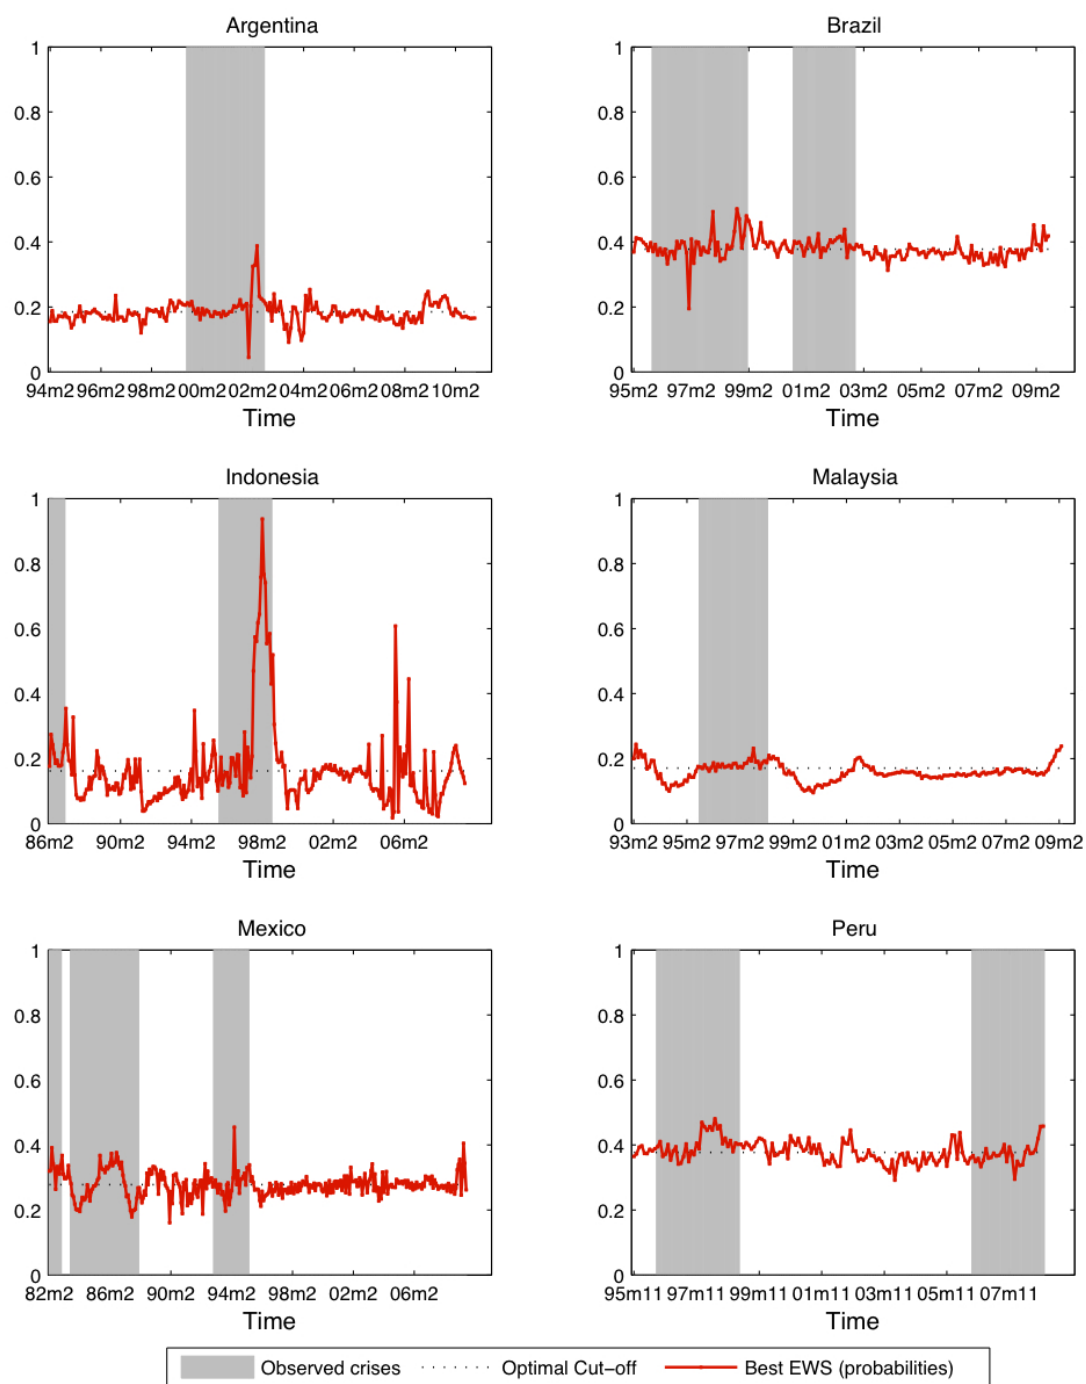 Argentina
1
0.8
0.6
0.4
0.2
0
94m2 96m2 98m2 00m2 02m2 04m2 06m2 08m2 10m2
Time
Brazil
1
0.8
0.6
0.4
0.2
0
95m2 97m2 99m2 01m2 03m2 05m2 07m2 09m2
Time
Indonesia
1
0.8
0.6
0.4
0.2
0
86m2 90m2 94m2 98m2 02m2 06m2
Time
Malaysia
1
0.8
0.6
0.4
0.2
0
93m2 95m2 97m2 99m2 01m2 03m2 05m2 07m2 09m2
Time
Mexico
1
0.8
0.6
0.4
0.2
0
82m2 86m2 90m2 94m2 98m2 02m2 06m2
Time
Peru
1
0.8
0.6
0.4
0.2
0
95m11 97m11 99m11 01m11 03m11 05m11 07m11
Time
Observed crises Optimal Cut-off Best EWS (probabilities)